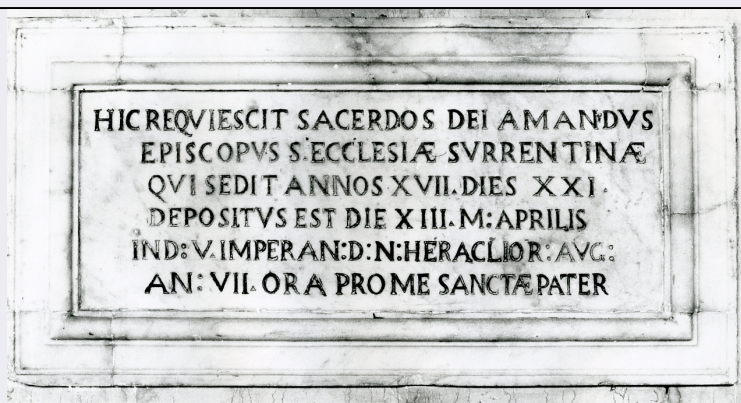 HIC REQVIESCIT SACERDOS DEI AMANDVS
EPISCOPVS S. ECCLESIÆ SVRRENTINÆ
QVI SEDIT ANNOS XVII. DIES XXI.
DEPOSITVS EST DIE XIII. M: APRILIS
IND: V. IMPERAN: D: N: HERACLIOR: AVG:
AN: VII. ORA PRO ME SANCTÆ PATER